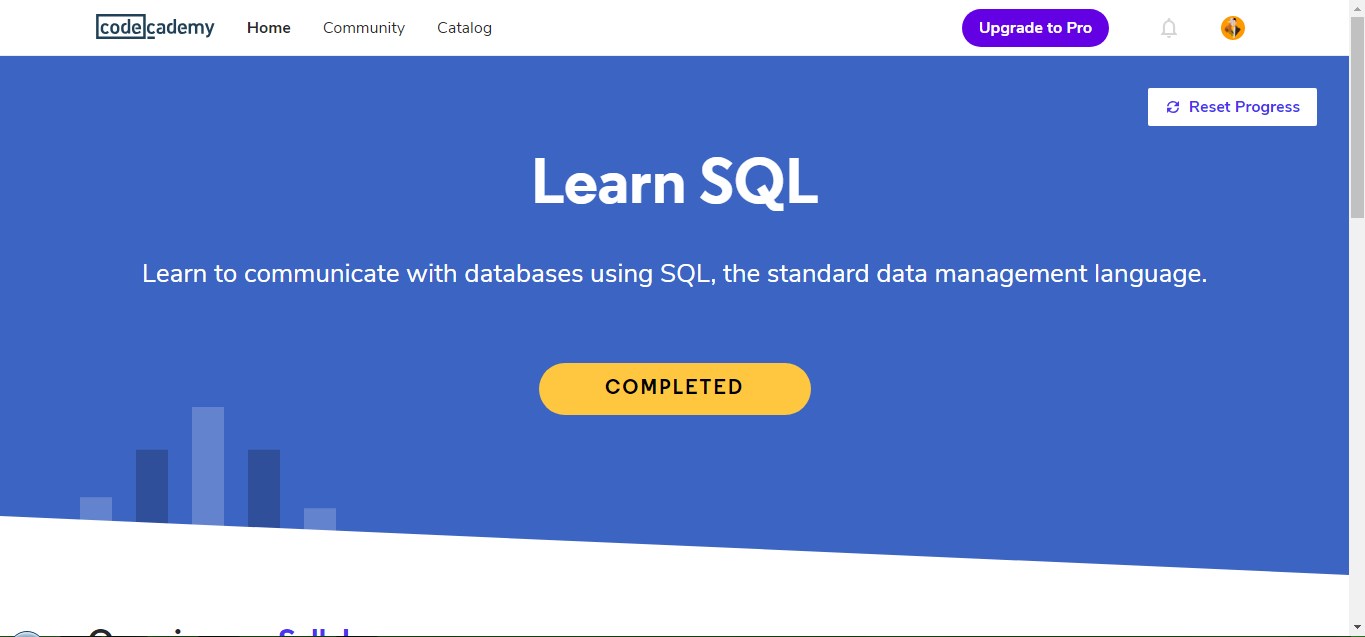 codecademy
Home
Community
Catalog
Upgrade to Pro
Reset Progress
Learn SQL
Learn to communicate with databases using SQL, the standard data management language.
COMPLETED